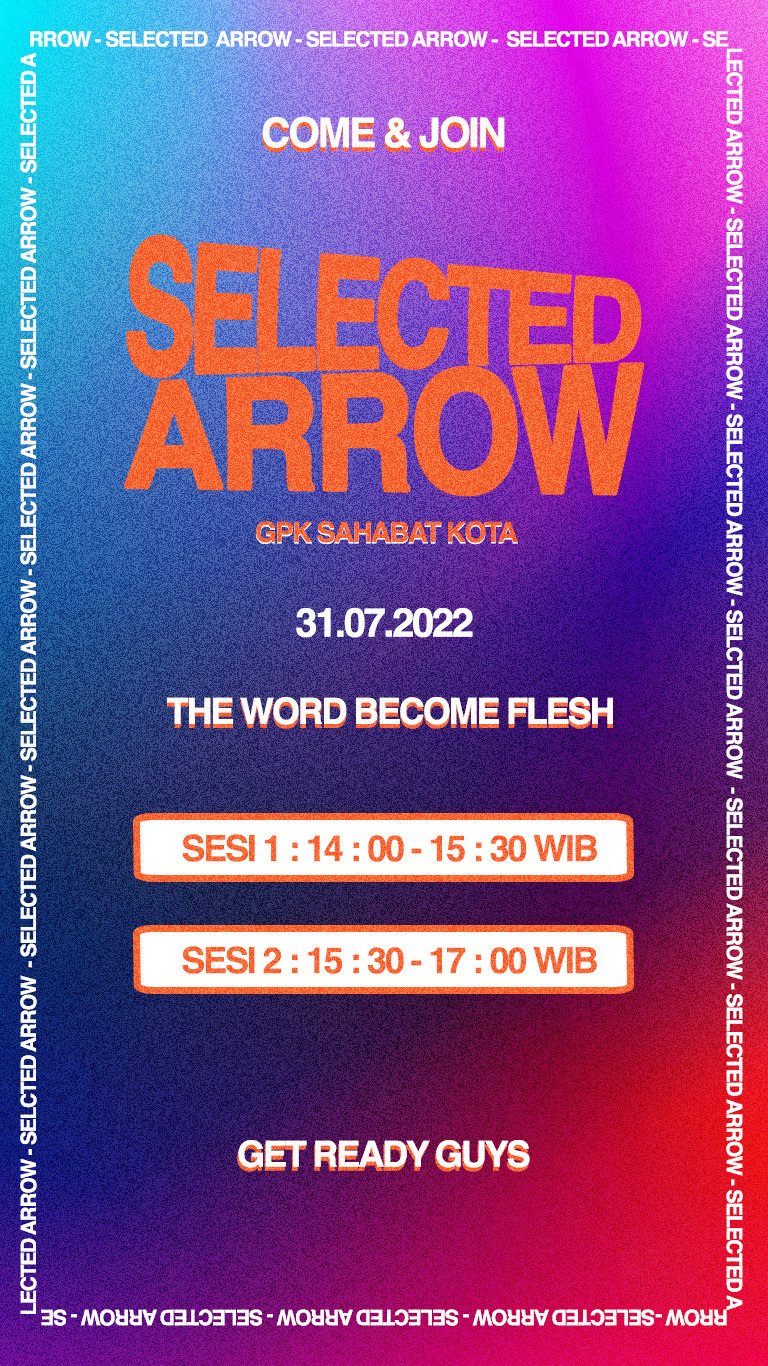 RROW - SELECTED ARROW - SELECTED ARROW - SELECTED ARROW - SE
LECTED ARROW - SELECTED ARROW - SELECTED ARROW - SELCTED ARROW - SELECTED ARROW - SELECTED ARROW - SELECTED A
COME & JOIN
SELECTED
ARROW
GPK SAHABAT KOTA
31.07.2022
THE WORD BECOME FLESH
SESI 1 : 14 : 00 - 15 : 30 WIB
SESI 2 : 15 : 30 - 17 : 00 WIB
GET READY GUYS
RROW- SELECTED ARROW - SELECTED ARROW - SELECTED ARROW - SE
LECTED ARROW - SELCTED ARROW - SELECTED ARROW - SELECTED ARROW - SELECTED ARROW - SELECTED ARROW - SELECTED A